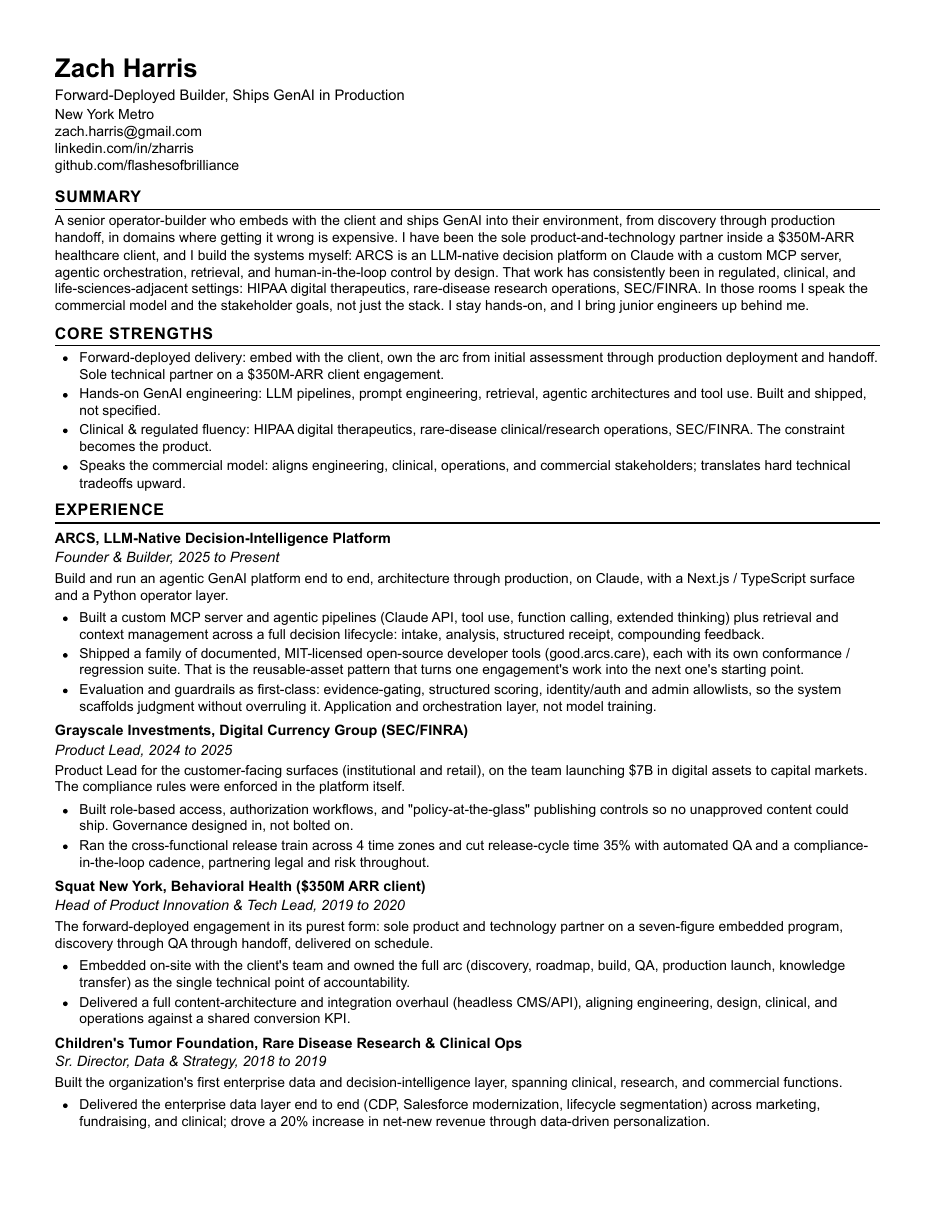 Zach Harris
Forward-Deployed Builder, Ships GenAI in Production
New York Metro
zach.harris@gmail.com
linkedin.com/in/zharris
github.com/flashesofbrilliance
SUMMARY
A senior operator-builder who embeds with the client and ships GenAI into their environment, from discovery through production
handoff, in domains where getting it wrong is expensive. I have been the sole product-and-technology partner inside a $350M-ARR
healthcare client, and I build the systems myself: ARCS is an LLM-native decision platform on Claude with a custom MCP server,
agentic orchestration, retrieval, and human-in-the-loop control by design. That work has consistently been in regulated, clinical, and
life-sciences-adjacent settings: HIPAA digital therapeutics, rare-disease research operations, SEC/FINRA. In those rooms I speak the
commercial model and the stakeholder goals, not just the stack. I stay hands-on, and I bring junior engineers up behind me.
CORE STRENGTHS
• Forward-deployed delivery: embed with the client, own the arc from initial assessment through production deployment and handoff.
Sole technical partner on a $350M-ARR client engagement.
• Hands-on GenAI engineering: LLM pipelines, prompt engineering, retrieval, agentic architectures and tool use. Built and shipped,
not specified.
• Clinical & regulated fluency: HIPAA digital therapeutics, rare-disease clinical/research operations, SEC/FINRA. The constraint
becomes the product.
• Speaks the commercial model: aligns engineering, clinical, operations, and commercial stakeholders; translates hard technical
tradeoffs upward.
EXPERIENCE
ARCS, LLM-Native Decision-Intelligence Platform
Founder & Builder, 2025 to Present
Build and run an agentic GenAI platform end to end, architecture through production, on Claude, with a Next.js / TypeScript surface
and a Python operator layer.
• Built a custom MCP server and agentic pipelines (Claude API, tool use, function calling, extended thinking) plus retrieval and
context management across a full decision lifecycle: intake, analysis, structured receipt, compounding feedback.
• Shipped a family of documented, MIT-licensed open-source developer tools (good.arcs.care), each with its own conformance /
regression suite. That is the reusable-asset pattern that turns one engagement's work into the next one's starting point.
• Evaluation and guardrails as first-class: evidence-gating, structured scoring, identity/auth and admin allowlists, so the system
scaffolds judgment without overruling it. Application and orchestration layer, not model training.
Grayscale Investments, Digital Currency Group (SEC/FINRA)
Product Lead, 2024 to 2025
Product Lead for the customer-facing surfaces (institutional and retail), on the team launching $7B in digital assets to capital markets.
The compliance rules were enforced in the platform itself.
• Built role-based access, authorization workflows, and "policy-at-the-glass" publishing controls so no unapproved content could
ship. Governance designed in, not bolted on.
• Ran the cross-functional release train across 4 time zones and cut release-cycle time 35% with automated QA and a compliance-
in-the-loop cadence, partnering legal and risk throughout.
Squat New York, Behavioral Health ($350M ARR client)
Head of Product Innovation & Tech Lead, 2019 to 2020
The forward-deployed engagement in its purest form: sole product and technology partner on a seven-figure embedded program,
discovery through QA through handoff, delivered on schedule.
• Embedded on-site with the client's team and owned the full arc (discovery, roadmap, build, QA, production launch, knowledge
transfer) as the single technical point of accountability.
• Delivered a full content-architecture and integration overhaul (headless CMS/API), aligning engineering, design, clinical, and
operations against a shared conversion KPI.
Children's Tumor Foundation, Rare Disease Research & Clinical Ops
Sr. Director, Data & Strategy, 2018 to 2019
Built the organization's first enterprise data and decision-intelligence layer, spanning clinical, research, and commercial functions.
• Delivered the enterprise data layer end to end (CDP, Salesforce modernization, lifecycle segmentation) across marketing,
fundraising, and clinical; drove a 20% increase in net-new revenue through data-driven personalization.